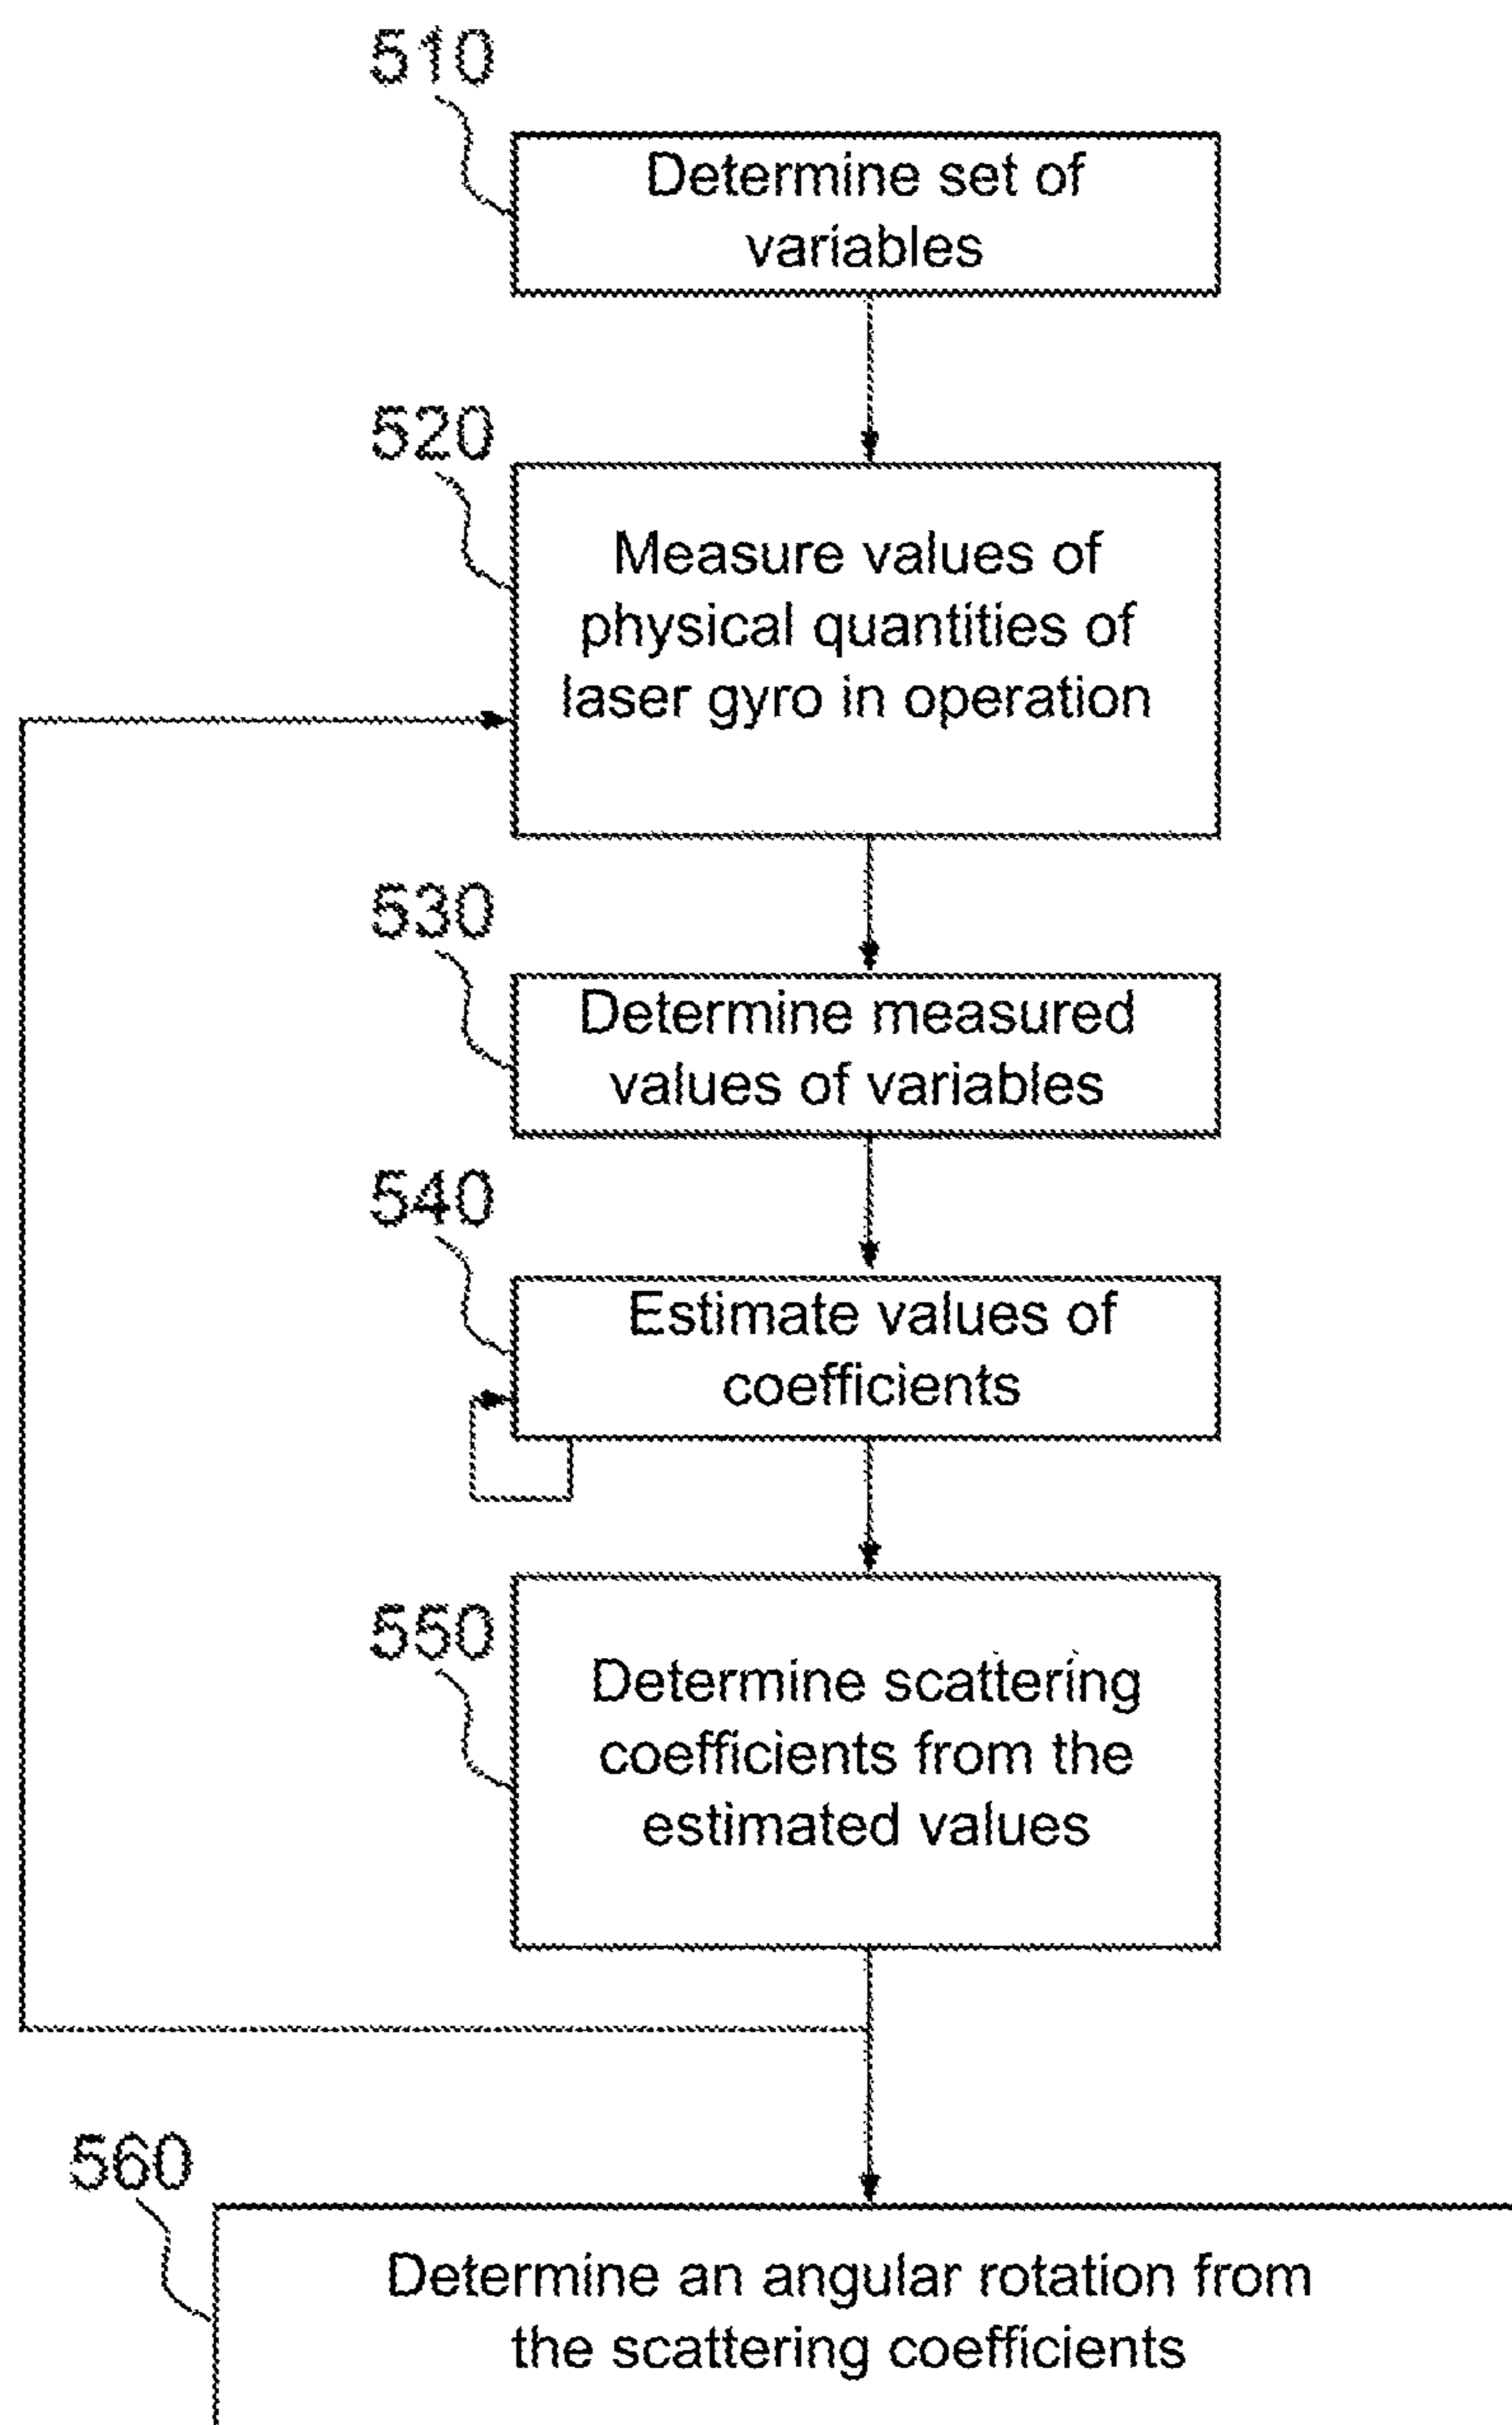 510
Determine set of
variables
520
Measure values of
physical quantities of
laser gyro in operation
530
Determine measured
values of variables
540
Estimate values of
coefficients
550
Determine scattering
coefficients from the
estimated values
560
Determine an angular rotation from
the scattering coefficients